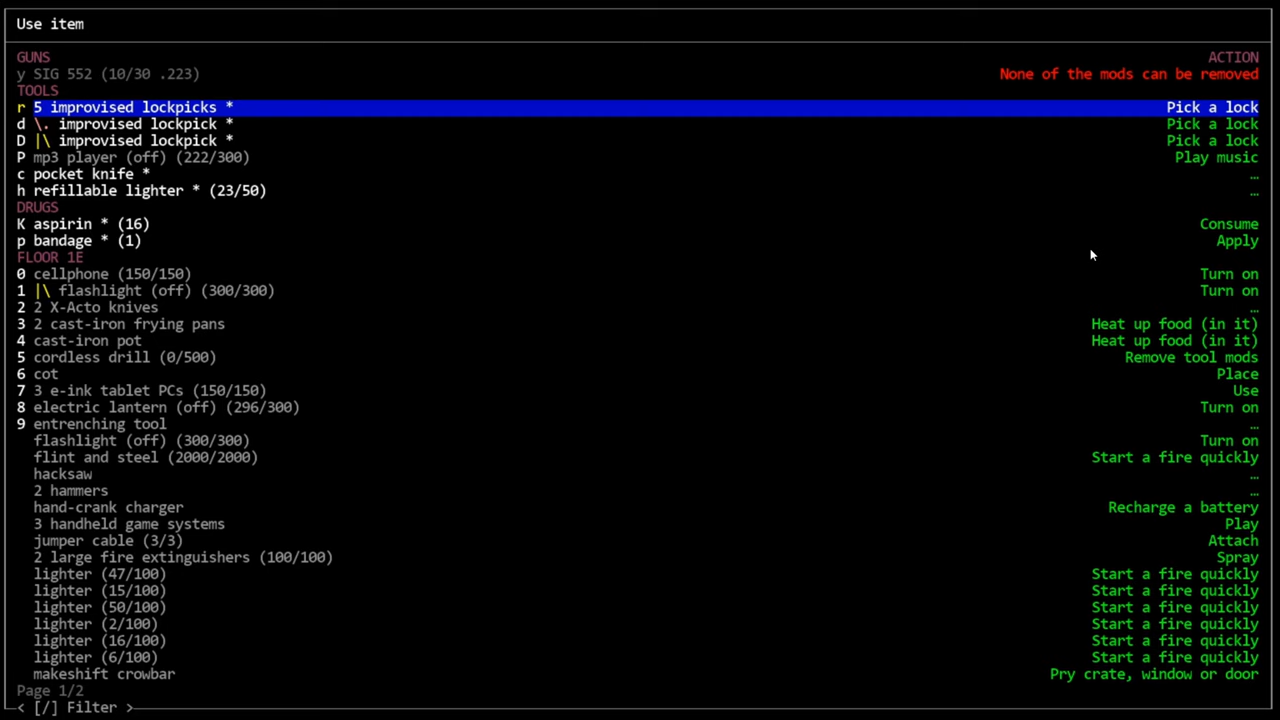 Use item
GUNS ACTION
y SIG 552 (10/30 .223) None of the mods can be removed
TOOLS
r 5 improvised lockpicks * Pick a lock
d \. improvised lockpick * Pick a lock
D |\ improvised lockpick * Pick a lock
P mp3 player (off) (222/300) Play music
c pocket knife * …
h refillable lighter * (23/50) …
DRUGS
K aspirin * (16) Consume
p bandage * (1) Apply
FLOOR 1E
0 cellphone (150/150) Turn on
1 |\ flashlight (off) (300/300) Turn on
2 2 X-Acto knives …
3 2 cast-iron frying pans Heat up food (in it)
4 cast-iron pot Heat up food (in it)
5 cordless drill (0/500) Remove tool mods
6 cot Place
7 3 e-ink tablet PCs (150/150) Use
8 electric lantern (off) (296/300) Turn on
9 entrenching tool …
flashlight (off) (300/300) Turn on
flint and steel (2000/2000) Start a fire quickly
hacksaw …
2 hammers …
hand-crank charger Recharge a battery
3 handheld game systems Play
jumper cable (3/3) Attach
2 large fire extinguishers (100/100) Spray
lighter (47/100) Start a fire quickly
lighter (15/100) Start a fire quickly
lighter (50/100) Start a fire quickly
lighter (2/100) Start a fire quickly
lighter (16/100) Start a fire quickly
lighter (6/100) Start a fire quickly
makeshift crowbar Pry crate, window or door
Page 1/2
< [/] Filter >